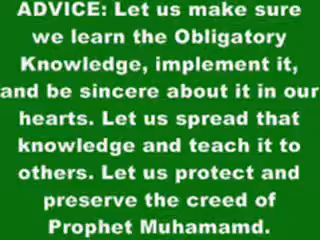 ADVICE: Let us make sure
we learn the Obligatory
Knowledge, implement it,
and be sincere about it in our
hearts. Let us spread that
knowledge and teach it to
others. Let us protect and
preserve the creed of
Prophet Muhamamd.